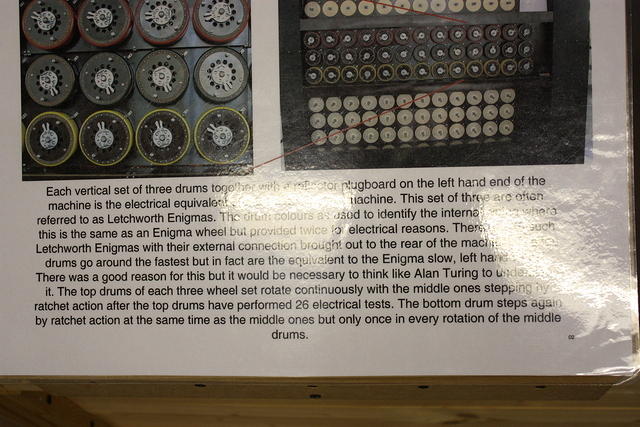 Each vertical set of three drums together with a reflector plugboard on the left hand end of the
machine is the electrical equivalent machine. This set of three are often
referred to as Letchworth Enigmas. The drum colours are used to identify the internal where
this is the same as an Enigma wheel but provided twice for electrical reasons. There such
Letchworth Enigmas with their external connection brought out to the rear of the
drums go around the fastest but in fact are the equivalent to the Enigma slow, left hand
There was a good reason for this but it would be necessary to think like Alan Turing to
it. The top drums of each three wheel set rotate continuously with the middle ones stepping by
ratchet action after the top drums have performed 26 electrical tests. The bottom drum steps again
by ratchet action at the same time as the middle ones but only once in every rotation of the middle
drums.
02